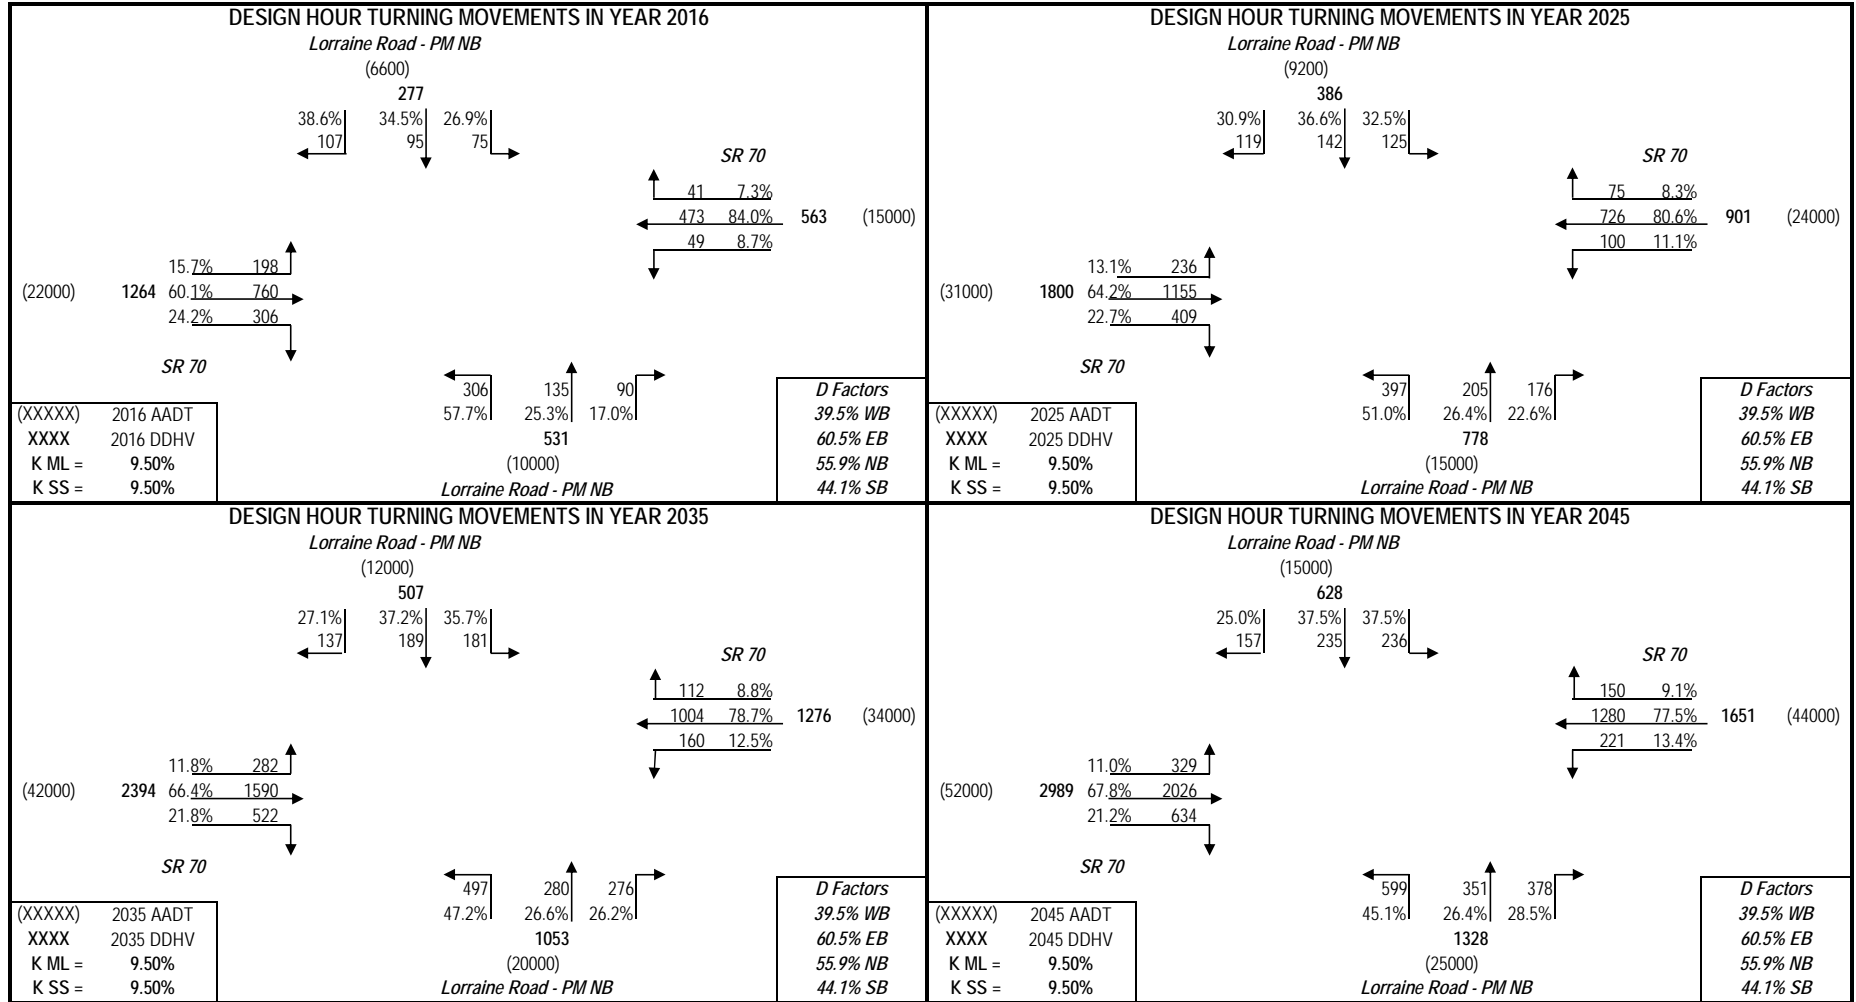 DESIGN HOUR TURNING MOVEMENTS IN YEAR 2016
Lorraine Road - PM NB
(6600)
277
38.6% 34.5% 26.9%
107 95 75
SR 70
41 7.3%
473 84.0% 563 (15000)
49 8.7%
15.7% 198
(22000) 1264 60.1% 760
24.2% 306
SR 70
306 135 90
57.7% 25.3% 17.0%
531
(10000)
Lorraine Road - PM NB
(XXXXX) 2016 AADT
XXXX 2016 DDHV
K ML = 9.50%
K SS = 9.50%
D Factors
39.5% WB
60.5% EB
55.9% NB
44.1% SB
DESIGN HOUR TURNING MOVEMENTS IN YEAR 2025
Lorraine Road - PM NB
(9200)
386
30.9% 36.6% 32.5%
119 142 125
SR 70
75 8.3%
726 80.6% 901 (24000)
100 11.1%
13.1% 236
(31000) 1800 64.2% 1155
22.7% 409
SR 70
397 205 176
51.0% 26.4% 22.6%
778
(15000)
Lorraine Road - PM NB
(XXXXX) 2025 AADT
XXXX 2025 DDHV
K ML = 9.50%
K SS = 9.50%
D Factors
39.5% WB
60.5% EB
55.9% NB
44.1% SB
DESIGN HOUR TURNING MOVEMENTS IN YEAR 2035
Lorraine Road - PM NB
(12000)
507
27.1% 37.2% 35.7%
137 189 181
SR 70
112 8.8%
1004 78.7% 1276 (34000)
160 12.5%
11.8% 282
(42000) 2394 66.4% 1590
21.8% 522
SR 70
497 280 276
47.2% 26.6% 26.2%
1053
(20000)
Lorraine Road - PM NB
(XXXXX) 2035 AADT
XXXX 2035 DDHV
K ML = 9.50%
K SS = 9.50%
D Factors
39.5% WB
60.5% EB
55.9% NB
44.1% SB
DESIGN HOUR TURNING MOVEMENTS IN YEAR 2045
Lorraine Road - PM NB
(15000)
628
25.0% 37.5% 37.5%
157 235 236
SR 70
150 9.1%
1280 77.5% 1651 (44000)
221 13.4%
11.0% 329
(52000) 2989 67.8% 2026
21.2% 634
SR 70
599 351 378
45.1% 26.4% 28.5%
1328
(25000)
Lorraine Road - PM NB
(XXXXX) 2045 AADT
XXXX 2045 DDHV
K ML = 9.50%
K SS = 9.50%
D Factors
39.5% WB
60.5% EB
55.9% NB
44.1% SB